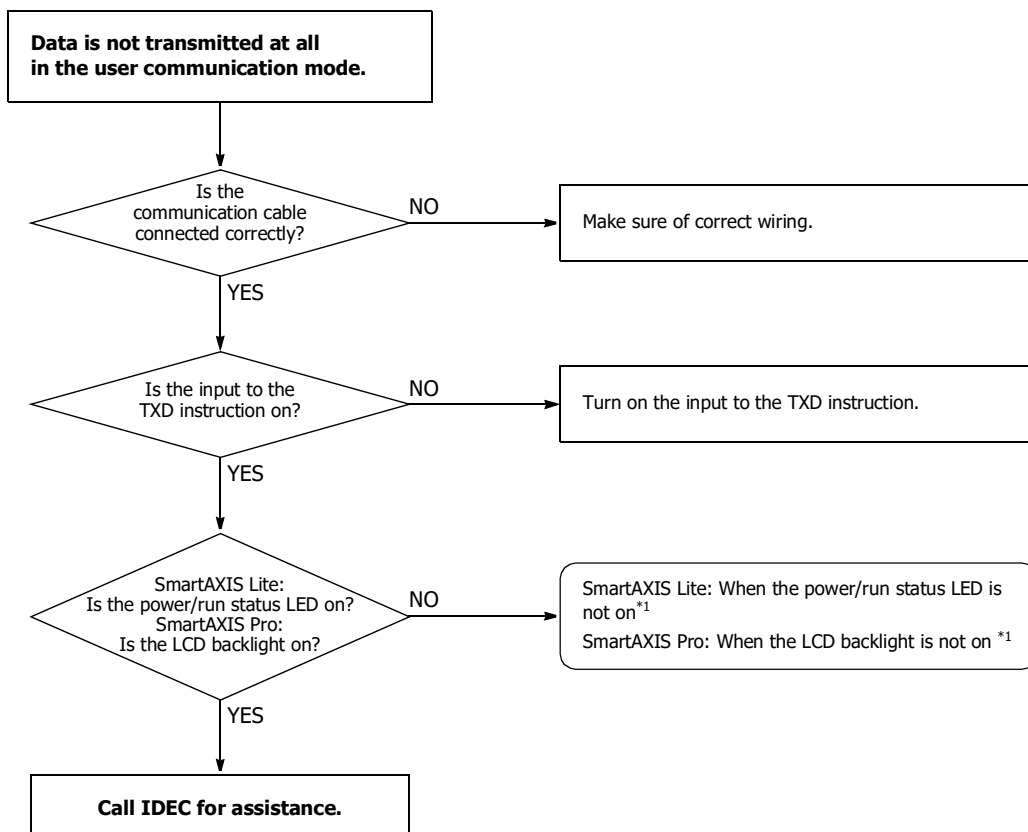 Data is not transmitted at all
in the user communication mode.
Is the
communication cable
connected correctly?
NO
Make sure of correct wiring.
YES
Is the input to the
TXD instruction on?
NO
Turn on the input to the TXD instruction.
YES
SmartAXIS Lite:
Is the power/run status LED on?
SmartAXIS Pro:
Is the LCD backlight on?
NO
SmartAXIS Lite: When the power/run status LED is
not on*1
SmartAXIS Pro: When the LCD backlight is not on *1
YES
Call IDEC for assistance.